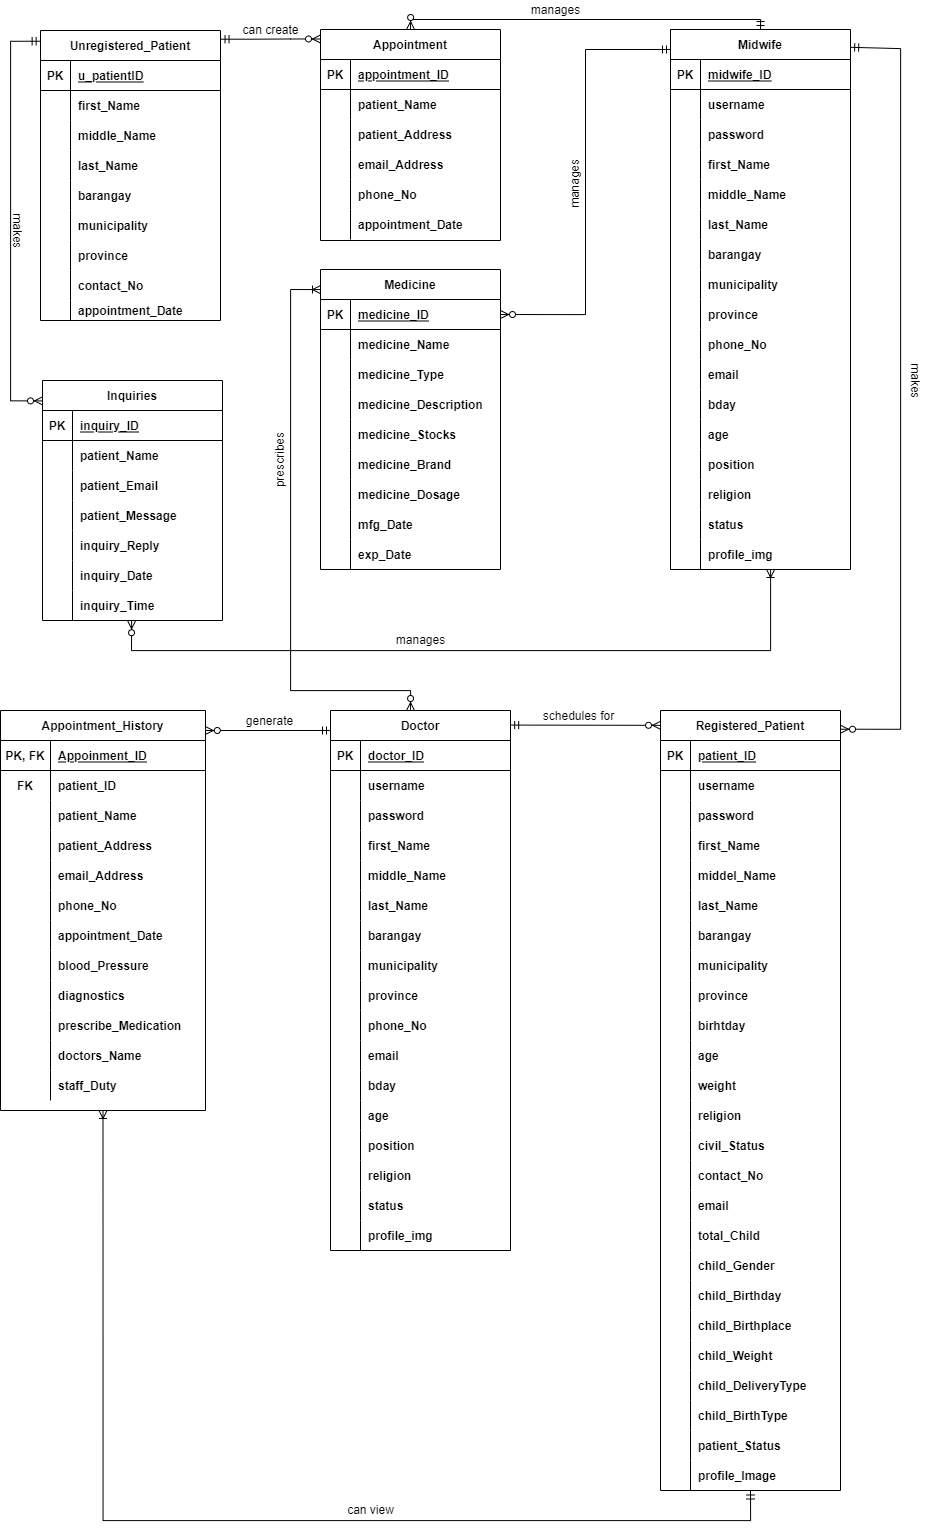 manages
can create
Unregistered_Patient
PK u_patientID
first_Name
middle_Name
last_Name
barangay
municipality
province
contact_No
appointment_Date
Appointment
PK appointment_ID
patient_Name
patient_Address
email_Address
phone_No
appointment_Date
Midwife
PK midwife_ID
username
password
first_Name
middle_Name
last_Name
barangay
municipality
province
phone_No
email
bday
age
position
religion
status
profile_img
manages
makes
makes
Medicine
PK medicine_ID
medicine_Name
medicine_Type
medicine_Description
medicine_Stocks
medicine_Brand
medicine_Dosage
mfg_Date
exp_Date
prescribes
Inquiries
PK inquiry_ID
patient_Name
patient_Email
patient_Message
inquiry_Reply
inquiry_Date
inquiry_Time
manages
Appointment_History
PK, FK Appoinment_ID
FK patient_ID
patient_Name
patient_Address
email_Address
phone_No
appointment_Date
blood_Pressure
diagnostics
prescribe_Medication
doctors_Name
staff_Duty
generate
Doctor
PK doctor_ID
username
password
first_Name
middle_Name
last_Name
barangay
municipality
province
phone_No
email
bday
age
position
religion
status
profile_img
schedules for
Registered_Patient
PK patient_ID
username
password
first_Name
middel_Name
last_Name
barangay
municipality
province
birhtday
age
weight
religion
civil_Status
contact_No
email
total_Child
child_Gender
child_Birthday
child_Birthplace
child_Weight
child_DeliveryType
child_BirthType
patient_Status
profile_Image
can view